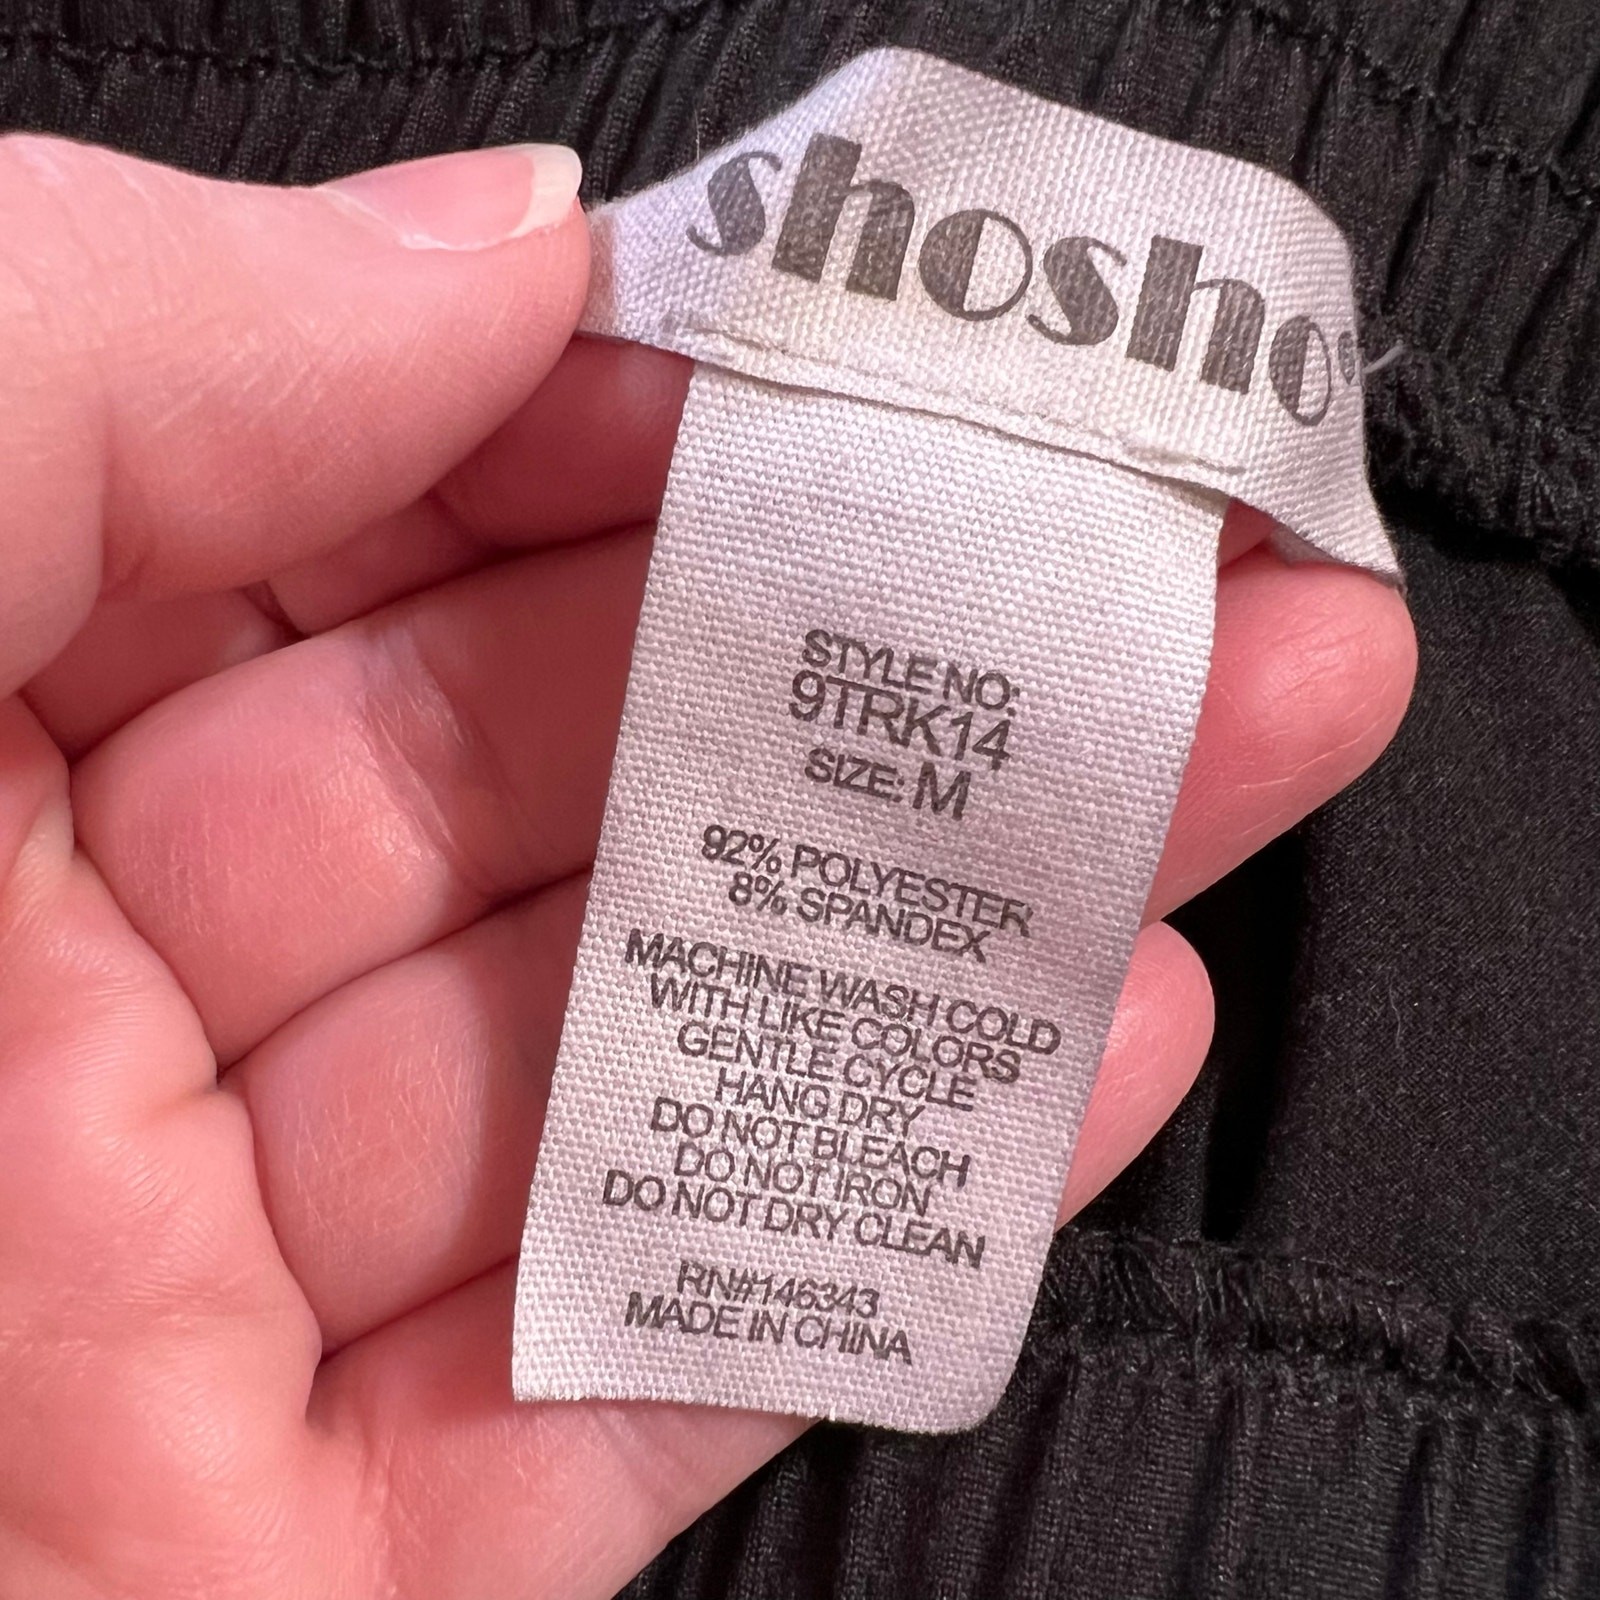 shosho
STYLE NO:
9TRK14
SIZE: M
92% POLYESTER
8% SPANDEX
MACHINE WASH COLD
WITH LIKE COLORS
GENTLE CYCLE
HANG DRY
DO NOT BLEACH
DO NOT IRON
DO NOT DRY CLEAN
RN#146343
MADE IN CHINA